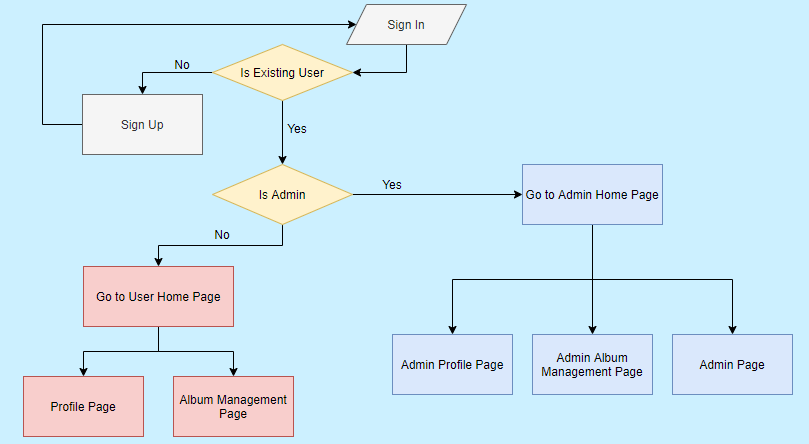 Sign In
Is Existing User
No
Sign Up
Yes
Is Admin
Yes
Go to Admin Home Page
No
Go to User Home Page
Admin Profile Page
Admin Album
Management Page
Admin Page
Profile Page
Album Management
Page